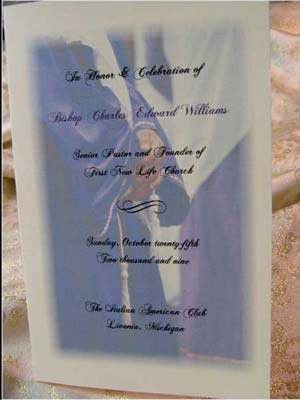 In Honor & Celebration of
Bishop Charles Edward Williams
Senior Pastor and Founder of
First New Life Church
Sunday, October twenty-fifth
Two thousand and nine
The Italian American Club
Livonia, Michigan